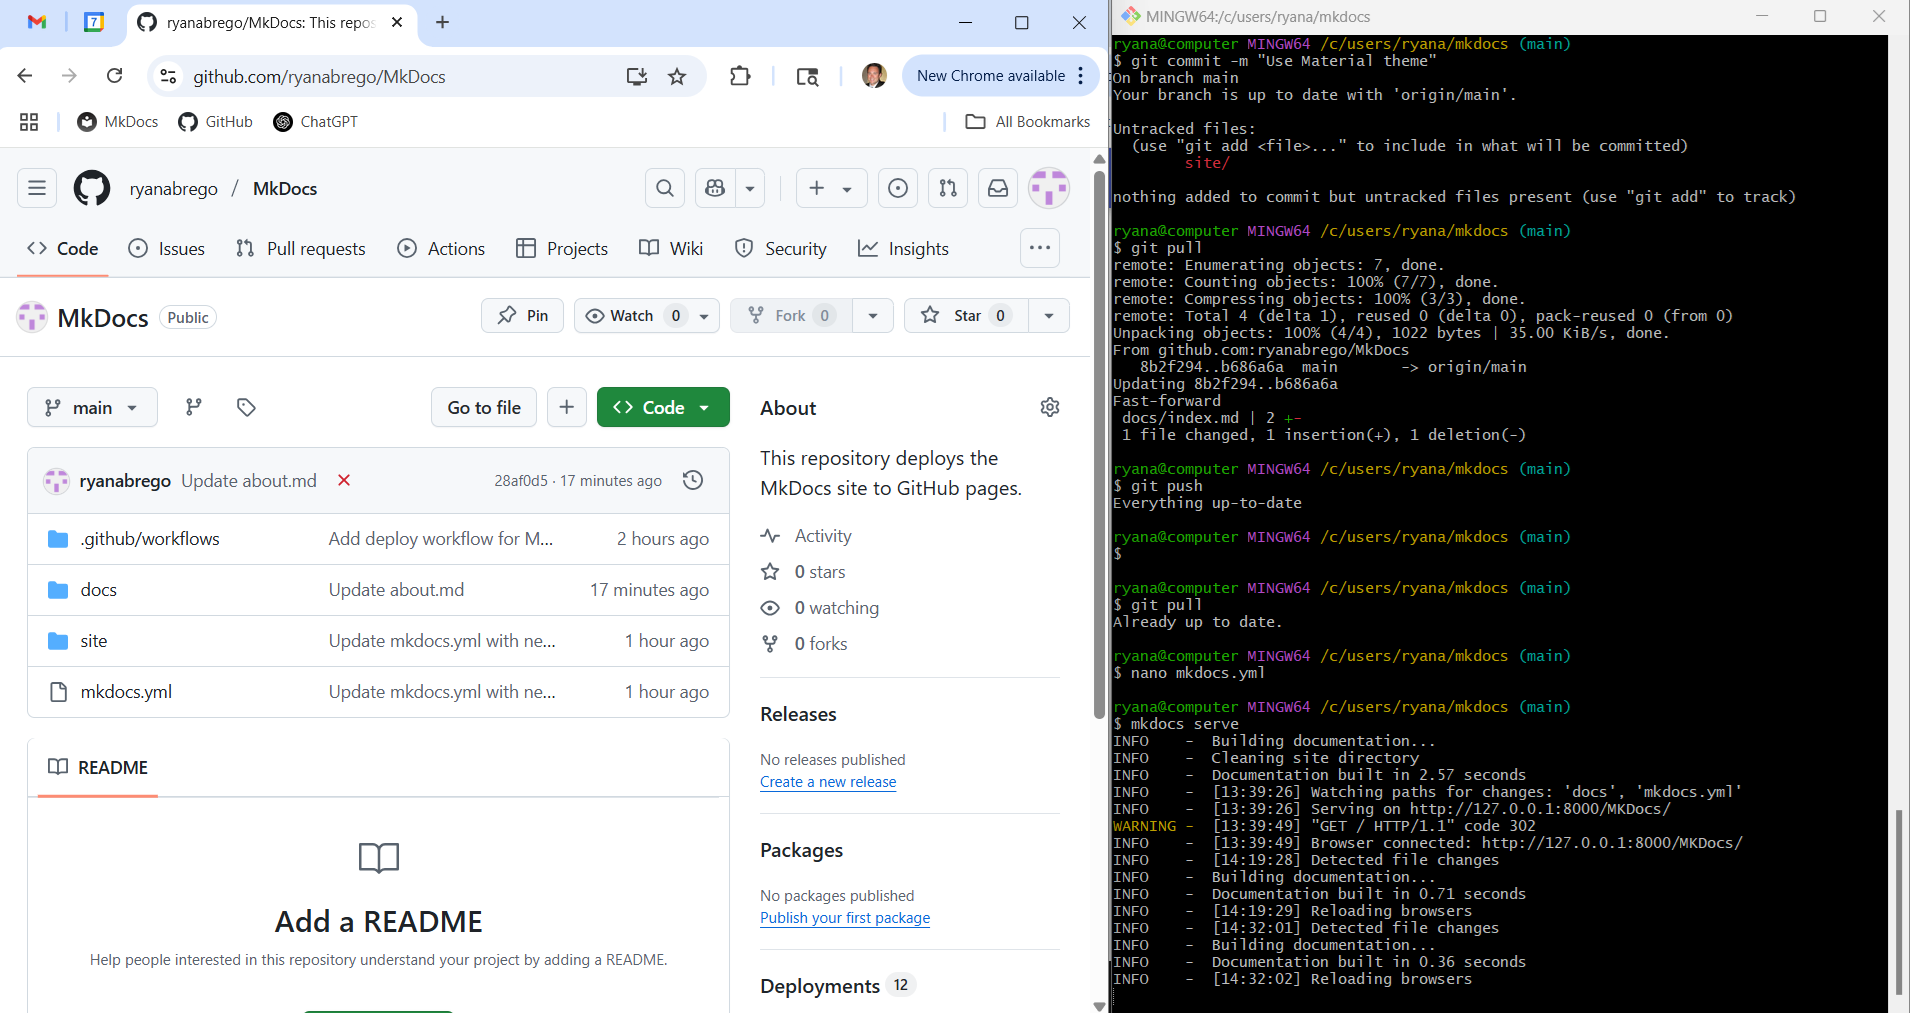 7
ryanabrego/MkDocs: This repos
github.com/ryanabrego/MkDocs
New Chrome available
MkDocs
GitHub
ChatGPT
All Bookmarks
ryanabrego / MkDocs
Code
Issues
Pull requests
Actions
Projects
Wiki
Security
Insights
MkDocs Public
Pin
Watch 0
Fork 0
Star 0
main
Go to file
Code
ryanabrego Update about.md
28af0d5 · 17 minutes ago
.github/workflows Add deploy workflow for M... 2 hours ago
docs Update about.md 17 minutes ago
site Update mkdocs.yml with ne... 1 hour ago
mkdocs.yml Update mkdocs.yml with ne... 1 hour ago
README
Add a README
Help people interested in this repository understand your project by adding a README.
About
This repository deploys the
MkDocs site to GitHub pages.
Activity
0 stars
0 watching
0 forks
Releases
No releases published
Create a new release
Packages
No packages published
Publish your first package
Deployments 12
MINGW64:/c/users/ryana/mkdocs
ryana@computer MINGW64 /c/users/ryana/mkdocs (main)
$ git commit -m "Use Material theme"
On branch main
Your branch is up to date with 'origin/main'.
Untracked files:
(use "git add <file>..." to include in what will be committed)
site/
nothing added to commit but untracked files present (use "git add" to track)
ryana@computer MINGW64 /c/users/ryana/mkdocs (main)
$ git pull
remote: Enumerating objects: 7, done.
remote: Counting objects: 100% (7/7), done.
remote: Compressing objects: 100% (3/3), done.
remote: Total 4 (delta 1), reused 0 (delta 0), pack-reused 0 (from 0)
Unpacking objects: 100% (4/4), 1022 bytes | 35.00 KiB/s, done.
From github.com:ryanabrego/MkDocs
8b2f294..b686a6a main -> origin/main
Updating 8b2f294..b686a6a
Fast-forward
docs/index.md | 2 +-
1 file changed, 1 insertion(+), 1 deletion(-)
ryana@computer MINGW64 /c/users/ryana/mkdocs (main)
$ git push
Everything up-to-date
ryana@computer MINGW64 /c/users/ryana/mkdocs (main)
$
ryana@computer MINGW64 /c/users/ryana/mkdocs (main)
$ git pull
Already up to date.
ryana@computer MINGW64 /c/users/ryana/mkdocs (main)
$ nano mkdocs.yml
ryana@computer MINGW64 /c/users/ryana/mkdocs (main)
$ mkdocs serve
INFO - Building documentation...
INFO - Cleaning site directory
INFO - Documentation built in 2.57 seconds
INFO - [13:39:26] Watching paths for changes: 'docs', 'mkdocs.yml'
INFO - [13:39:26] Serving on http://127.0.0.1:8000/MKDocs/
WARNING - [13:39:49] "GET / HTTP/1.1" code 302
INFO - [13:39:49] Browser connected: http://127.0.0.1:8000/MKDocs/
INFO - [14:19:28] Detected file changes
INFO - Building documentation...
INFO - Documentation built in 0.71 seconds
INFO - [14:19:29] Reloading browsers
INFO - [14:32:01] Detected file changes
INFO - Building documentation...
INFO - Documentation built in 0.36 seconds
INFO - [14:32:02] Reloading browsers